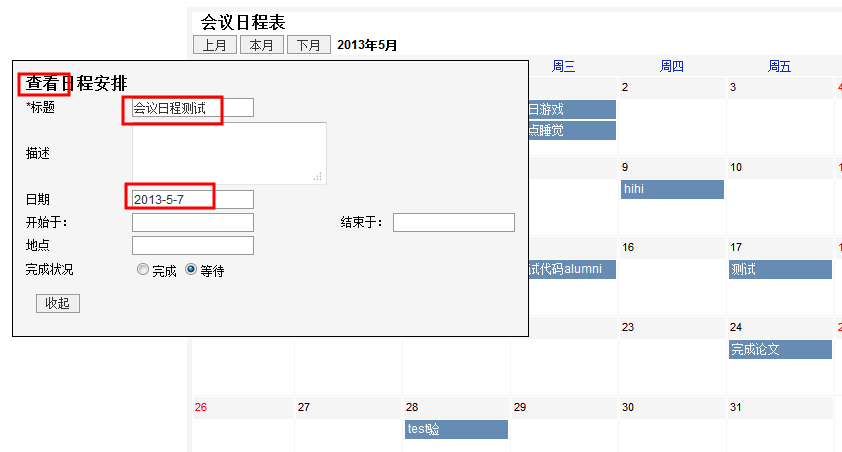 会议日程表
上月 本月 下月 2013年5月
周三 周四 周五
查看日程安排
*标题 会议日程测试
描述
日期 2013-5-7
开始于: 结束于:
地点
完成状况 完成 等待
收起
2 3
日游戏
点睡觉
9 10
hihi
16 17
试代码alumni 测试
23 24
完成论文
26 27 28 29 30 31
test验